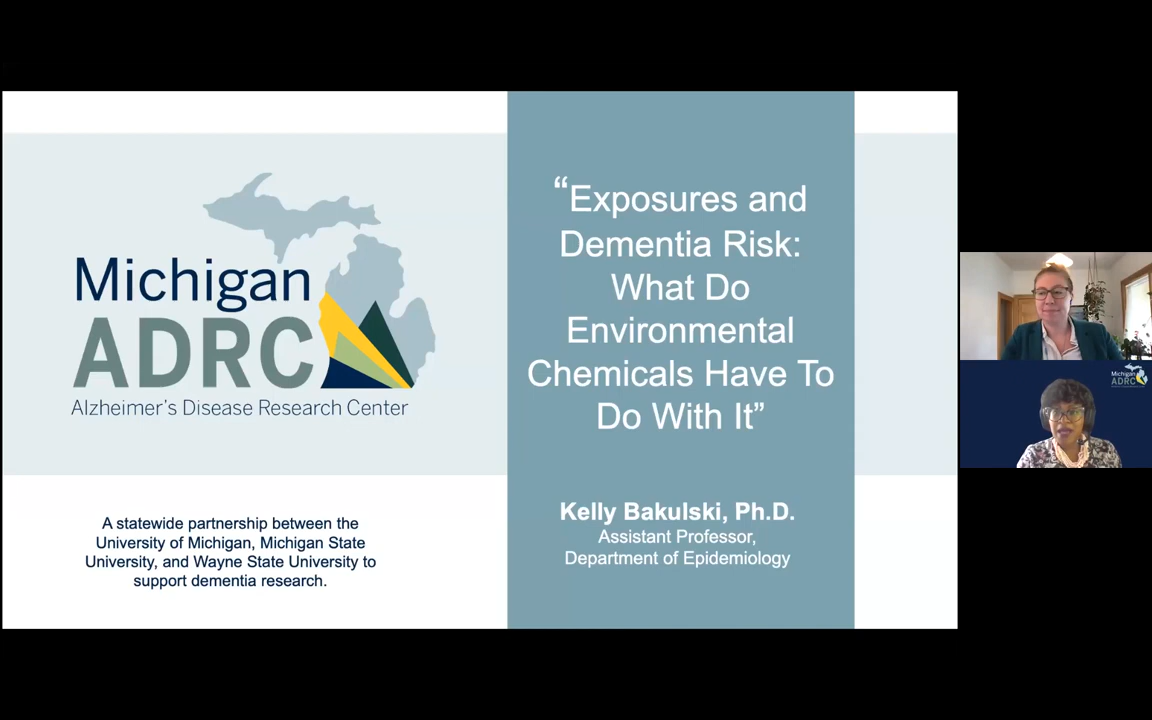 Michigan
ADRC
Alzheimer's Disease Research Center
A statewide partnership between the
University of Michigan, Michigan State
University, and Wayne State University to
support dementia research.
“Exposures and
Dementia Risk:
What Do
Environmental
Chemicals Have To
Do With It”
Kelly Bakulski, Ph.D.
Assistant Professor,
Department of Epidemiology
Michigan
ADRC